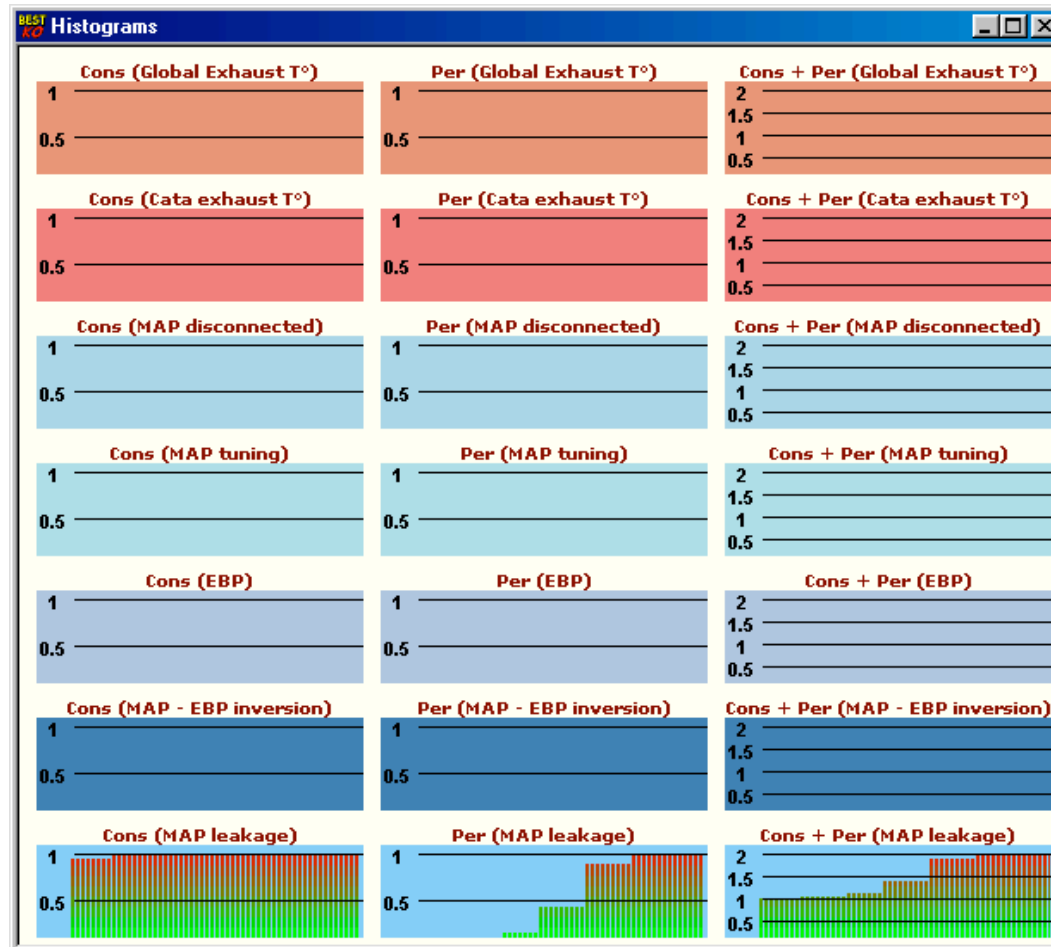 BEST KO Histograms
Cons (Global Exhaust T°) Per (Global Exhaust T°) Cons + Per (Global Exhaust T°)
1 1 2
1.5
0.5 0.5 1
0.5
Cons (Cata exhaust T°) Per (Cata exhaust T°) Cons + Per (Cata exhaust T°)
1 1 2
1.5
0.5 0.5 1
0.5
Cons (MAP disconnected) Per (MAP disconnected) Cons + Per (MAP disconnected)
1 1 2
1.5
0.5 0.5 1
0.5
Cons (MAP tuning) Per (MAP tuning) Cons + Per (MAP tuning)
1 1 2
1.5
0.5 0.5 1
0.5
Cons (EBP) Per (EBP) Cons + Per (EBP)
1 1 2
1.5
0.5 0.5 1
0.5
Cons (MAP - EBP inversion) Per (MAP - EBP inversion) Cons + Per (MAP - EBP inversion)
1 1 2
1.5
0.5 0.5 1
0.5
Cons (MAP leakage) Per (MAP leakage) Cons + Per (MAP leakage)
1 1 2
1.5
0.5 0.5 1
0.5